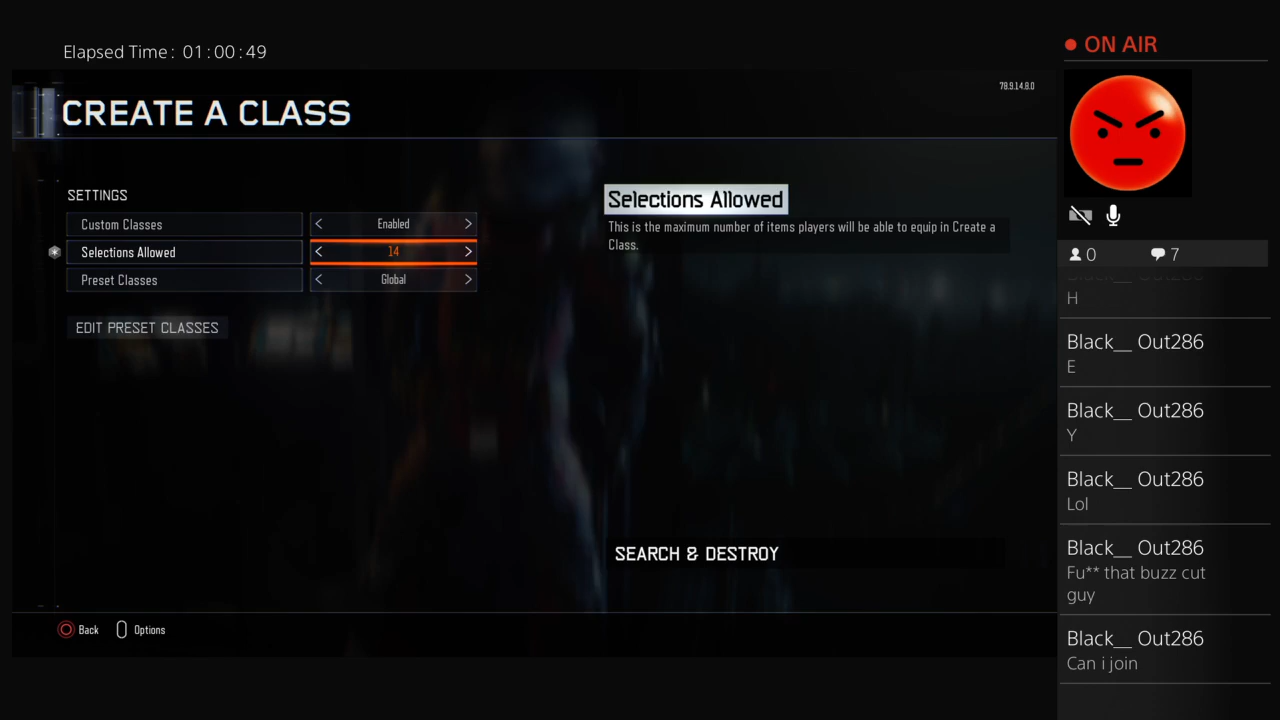 Elapsed Time: 01:00:49
ON AIR
78.9.14.8.0
CREATE A CLASS
SETTINGS
Custom Classes
Enabled
Selections Allowed
14
Preset Classes
Global
EDIT PRESET CLASSES
Selections Allowed
This is the maximum number of items players will be able to equip in Create a
Class.
SEARCH & DESTROY
Back
Options
0
7
H
Black__ Out286
E
Black__ Out286
Y
Black__ Out286
Lol
Black__ Out286
Fu** that buzz cut
guy
Black__ Out286
Can i join